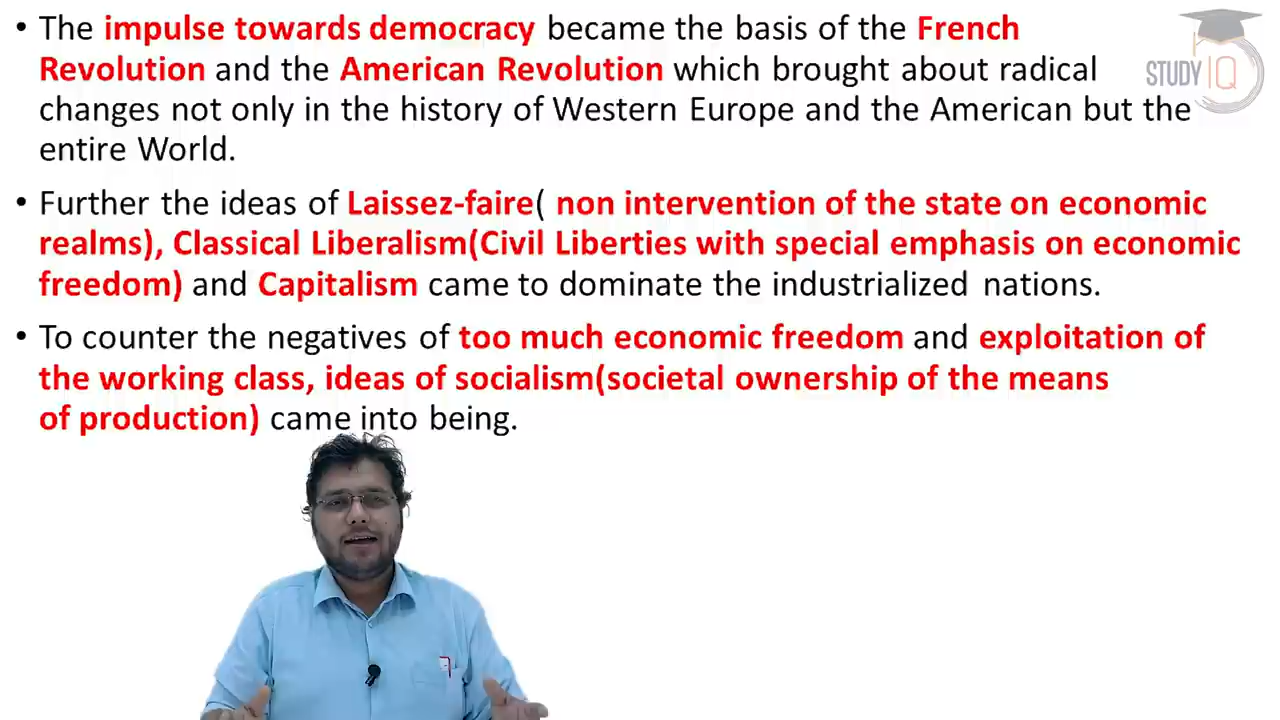 • The impulse towards democracy became the basis of the French
Revolution and the American Revolution which brought about radical
changes not only in the history of Western Europe and the American but the
entire World.
• Further the ideas of Laissez-faire( non intervention of the state on economic
realms), Classical Liberalism(Civil Liberties with special emphasis on economic
freedom) and Capitalism came to dominate the industrialized nations.
• To counter the negatives of too much economic freedom and exploitation of
the working class, ideas of socialism(societal ownership of the means
of production) came into being.
STUDY IQ